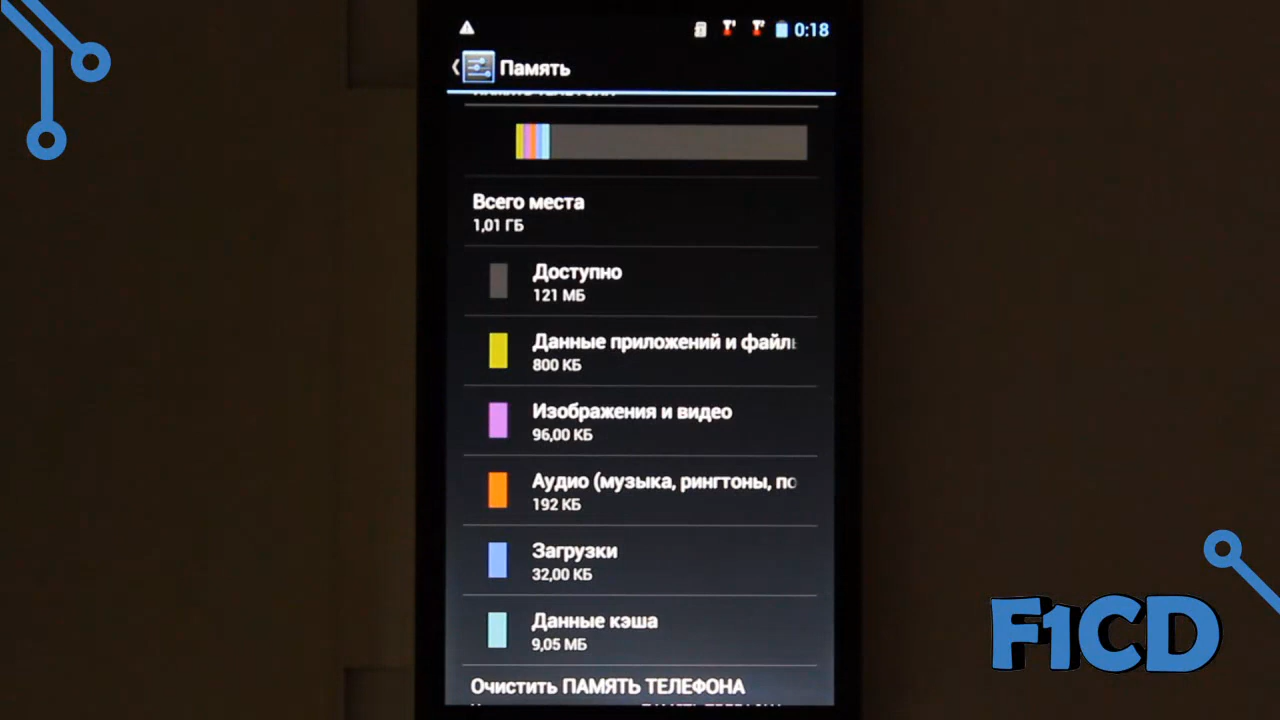 0:18
Память
Всего места
1,01 ГБ
Доступно
121 МБ
Данные приложений и файль
800 КБ
Изображения и видео
96,00 КБ
Аудио (музыка, рингтоны, по
192 КБ
Загрузки
32,00 КБ
Данные кэша
9,05 МБ
Очистить ПАМЯТЬ ТЕЛЕФОНА
F1CD